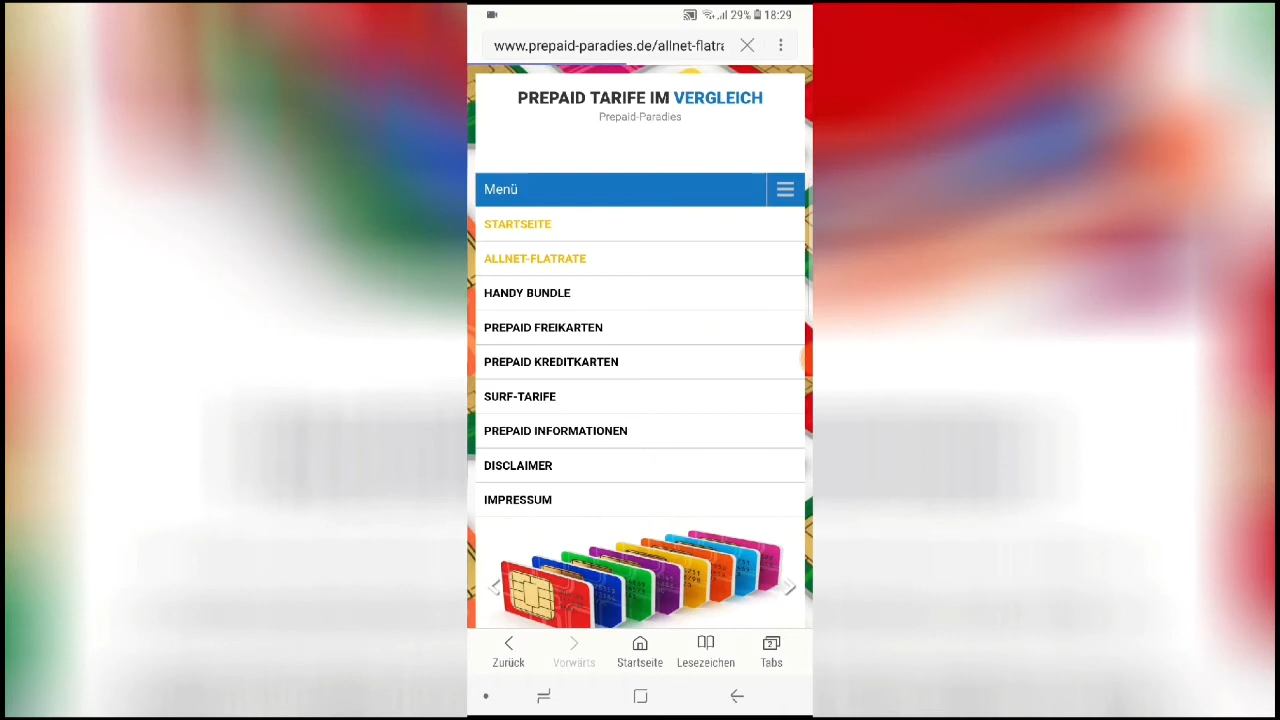 29% 18:29
www.prepaid-paradies.de/allnet-flatra
PREPAID TARIFE IM VERGLEICH
Prepaid-Paradies
Menü
STARTSEITE
ALLNET-FLATRATE
HANDY BUNDLE
PREPAID FREIKARTEN
PREPAID KREDITKARTEN
SURF-TARIFE
PREPAID INFORMATIONEN
DISCLAIMER
IMPRESSUM
Zurück Vorwärts Startseite Lesezeichen 2 Tabs